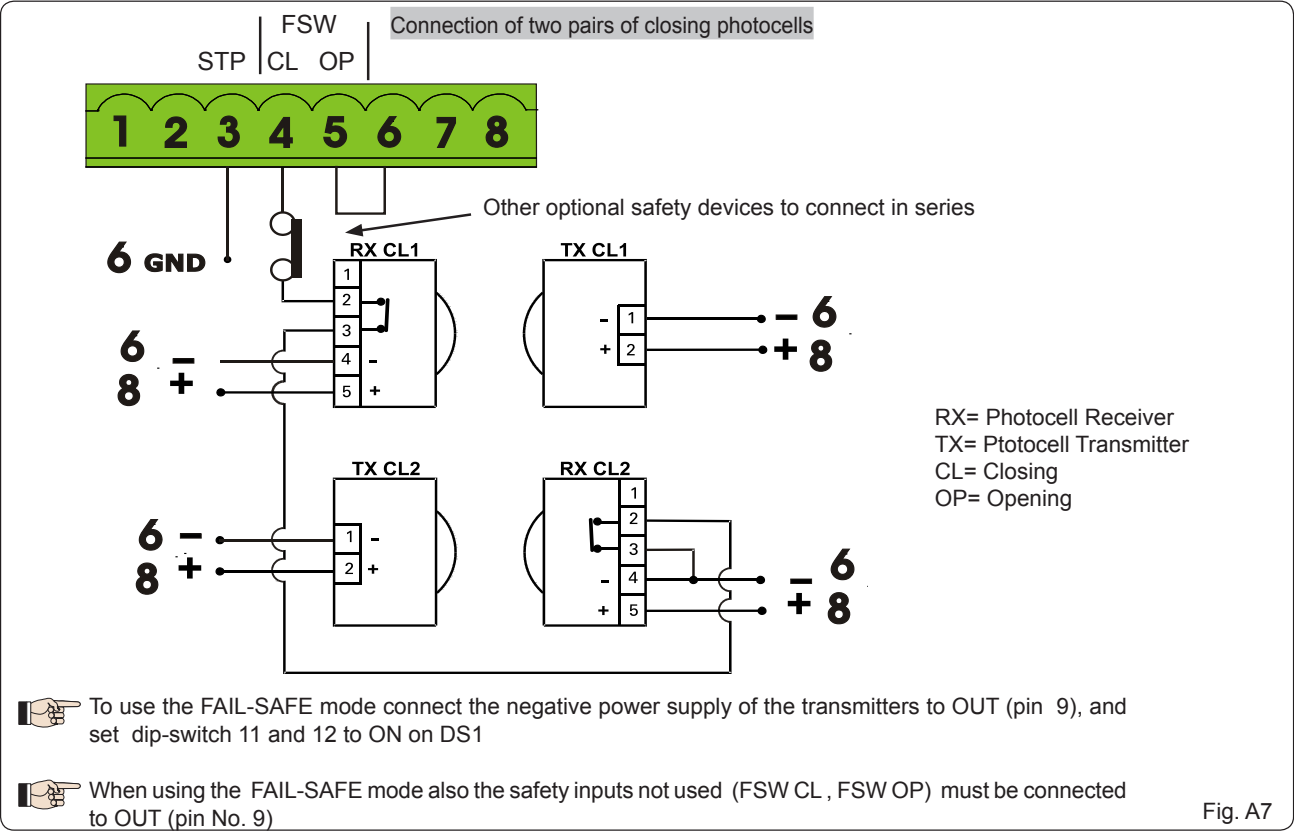 FSW
Connection of two pairs of closing photocells
STP CL OP
1 2 3 4 5 6 7 8
Other optional safety devices to connect in series
6 GND
RX CL1
1
2
3
4 -
5 +
6 –
8 +
TX CL1
- 1
+ 2
– 6
+ 8
RX= Photocell Receiver
TX= Ptotocell Transmitter
CL= Closing
OP= Opening
TX CL2
1 -
2 +
6 –
8 +
RX CL2
1
2
3
- 4
+ 5
– 6
+ 8
To use the FAIL-SAFE mode connect the negative power supply of the transmitters to OUT (pin 9), and
set dip-switch 11 and 12 to ON on DS1
When using the FAIL-SAFE mode also the safety inputs not used (FSW CL , FSW OP) must be connected
to OUT (pin No. 9)
Fig. A7